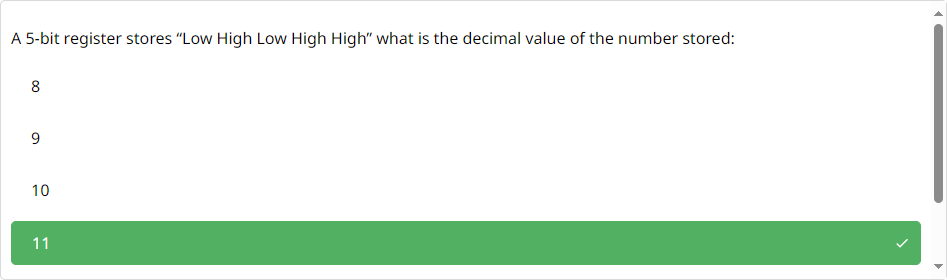 A 5-bit register stores “Low High Low High High” what is the decimal value of the number stored:
8
9
10
11